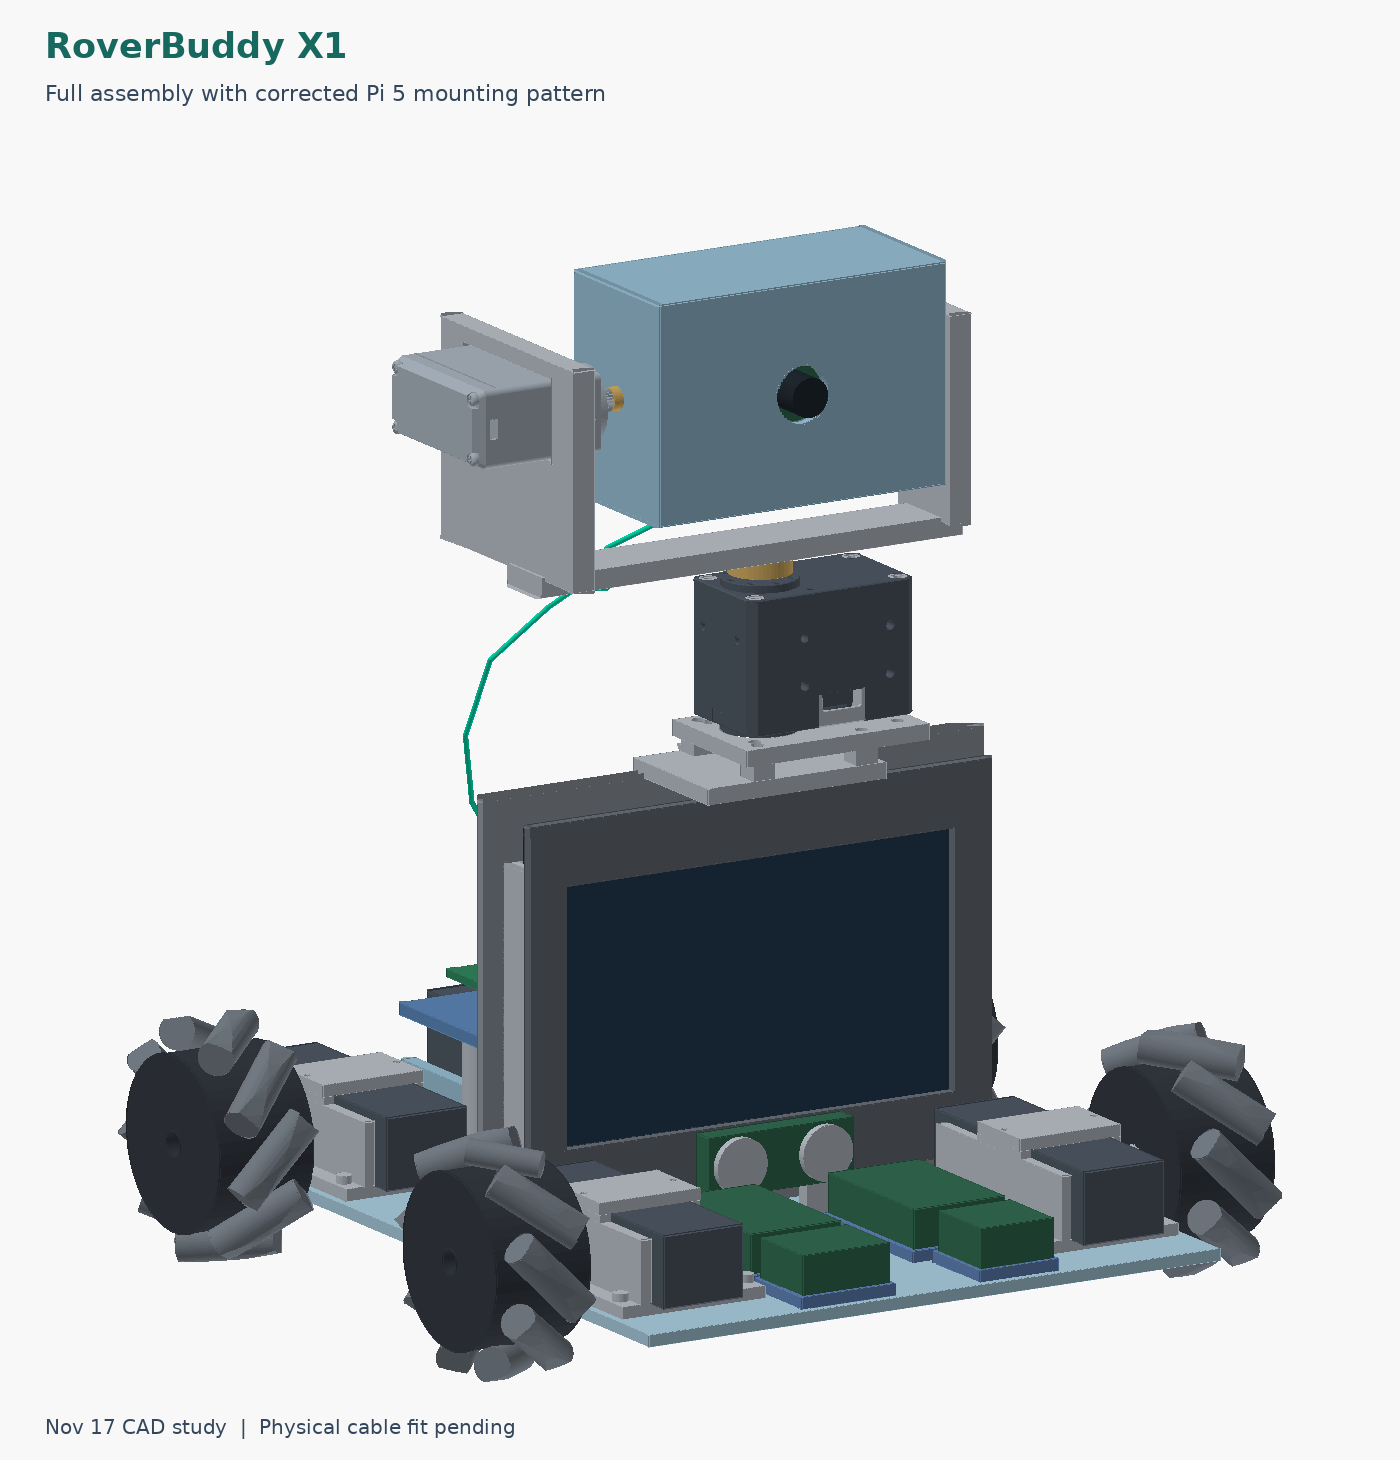 RoverBuddy X1
Full assembly with corrected Pi 5 mounting pattern
Nov 17 CAD study  |  Physical cable fit pending